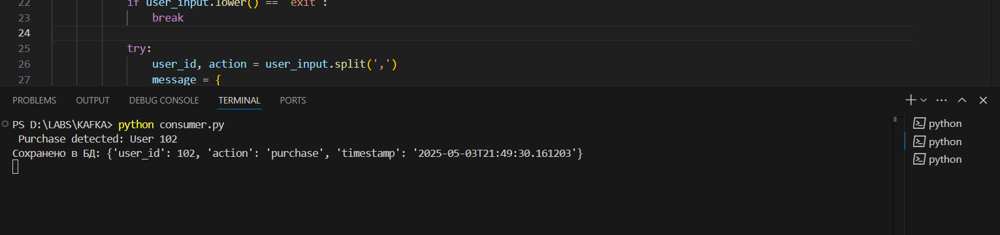 22 if user_input.lower() == 'exit':
23 break
24
25 try:
26 user_id, action = user_input.split(',')
27 message = {
PROBLEMS OUTPUT DEBUG CONSOLE TERMINAL PORTS
PS D:\LABS\KAFKA> python consumer.py
Purchase detected: User 102
Сохранено в БД: {'user_id': 102, 'action': 'purchase', 'timestamp': '2025-05-03T21:49:30.161203'}
python
python
python